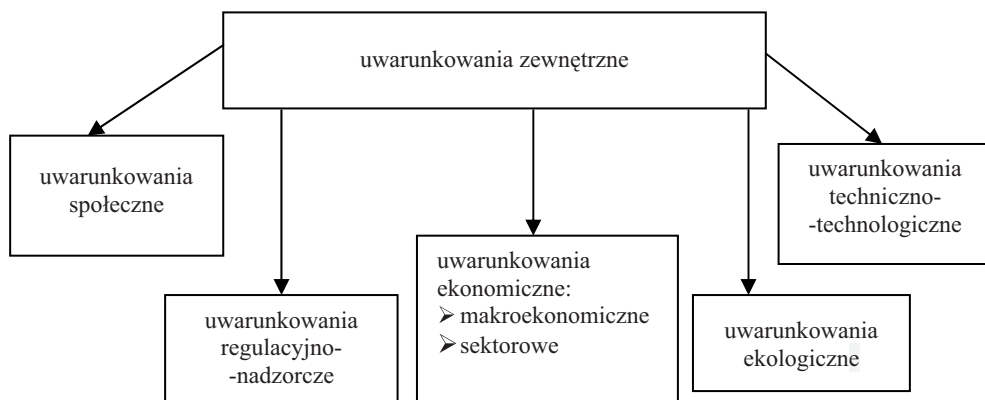 uwarunkowania zewnętrzne
uwarunkowania
społeczne
uwarunkowania
techniczno-
-technologiczne
uwarunkowania
regulacyjno-
-nadzorcze
uwarunkowania
ekonomiczne:
➢ makroekonomiczne
➢ sektorowe
uwarunkowania
ekologiczne